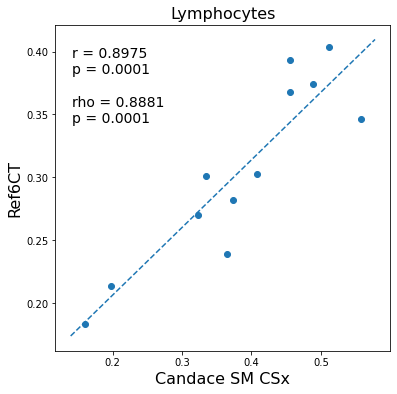 Lymphocytes
r = 0.8975
p = 0.0001
rho = 0.8881
p = 0.0001
Ref6CT
0.40
0.35
0.30
0.25
0.20
0.2 0.3 0.4 0.5
Candace SM CSx